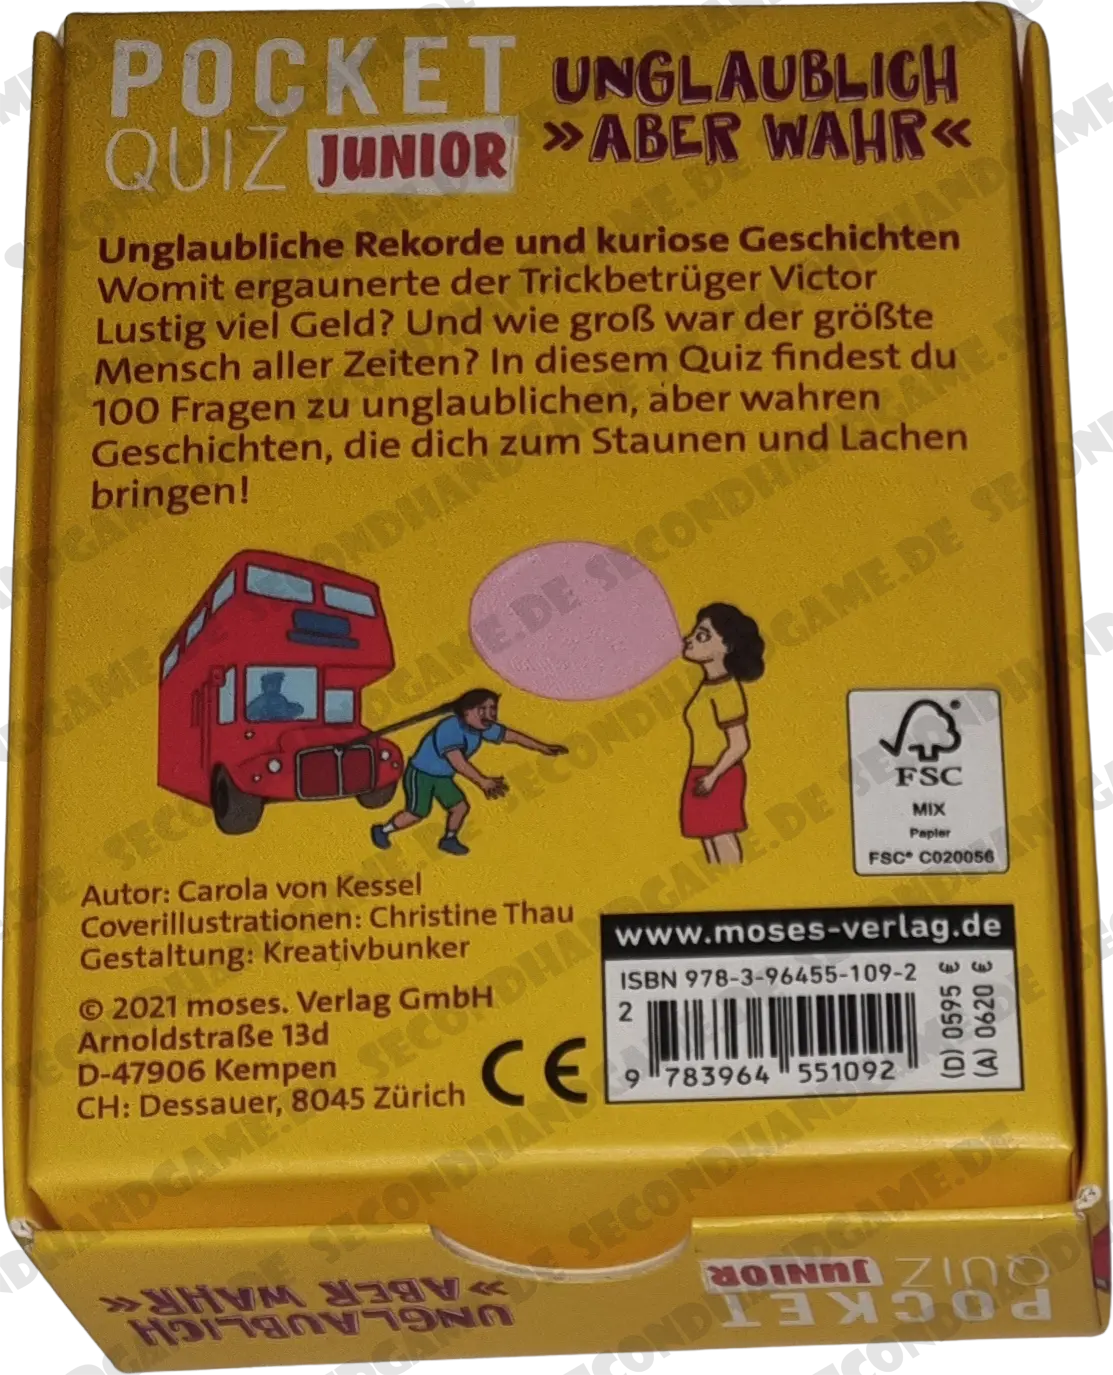 POCKET
QUIZ JUNIOR
UNGLAUBLICH
»ABER WAHR«
Unglaubliche Rekorde und kuriose Geschichten
Womit ergaunerte der Trickbetrüger Victor
Lustig viel Geld? Und wie groß war der größte
Mensch aller Zeiten? In diesem Quiz findest du
100 Fragen zu unglaublichen, aber wahren
Geschichten, die dich zum Staunen und Lachen
bringen!
FSC
MIX
Papier
FSC® C020056
Autor: Carola von Kessel
Coverillustrationen: Christine Thau
Gestaltung: Kreativbunker
© 2021 moses. Verlag GmbH
Arnoldstraße 13d
D-47906 Kempen
CH: Dessauer, 8045 Zürich
CE
www.moses-verlag.de
ISBN 978-3-96455-109-2
2
9 783964 551092
(D) 0595 €
(A) 0620 €
UNGLAUBLICH
»ABER WAHR«
POCKET
QUIZ JUNIOR
SECONDHANDGAME.DE